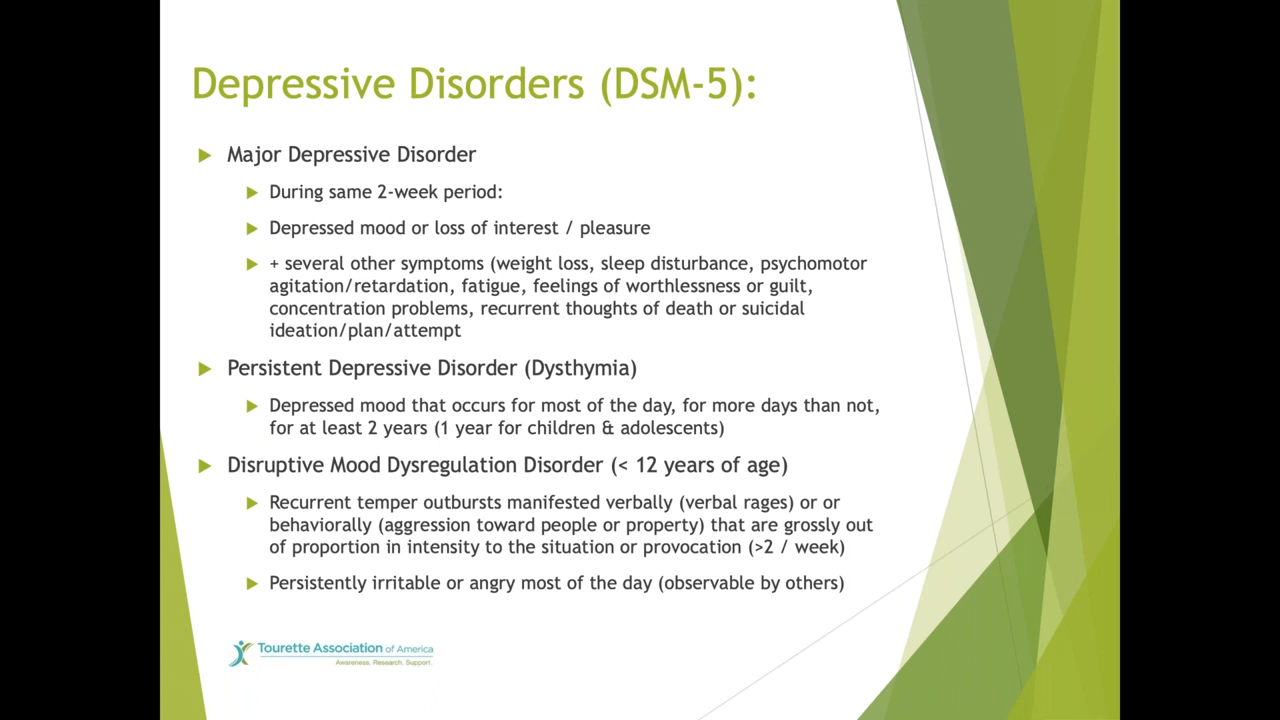 Depressive Disorders (DSM-5):
Major Depressive Disorder
During same 2-week period:
Depressed mood or loss of interest / pleasure
+ several other symptoms (weight loss, sleep disturbance, psychomotor
agitation/retardation, fatigue, feelings of worthlessness or guilt,
concentration problems, recurrent thoughts of death or suicidal
ideation/plan/attempt
Persistent Depressive Disorder (Dysthymia)
Depressed mood that occurs for most of the day, for more days than not,
for at least 2 years (1 year for children & adolescents)
Disruptive Mood Dysregulation Disorder (< 12 years of age)
Recurrent temper outbursts manifested verbally (verbal rages) or or
behaviorally (aggression toward people or property) that are grossly out
of proportion in intensity to the situation or provocation (>2 / week)
Persistently irritable or angry most of the day (observable by others)
Tourette Association of America
Awareness. Research. Support.